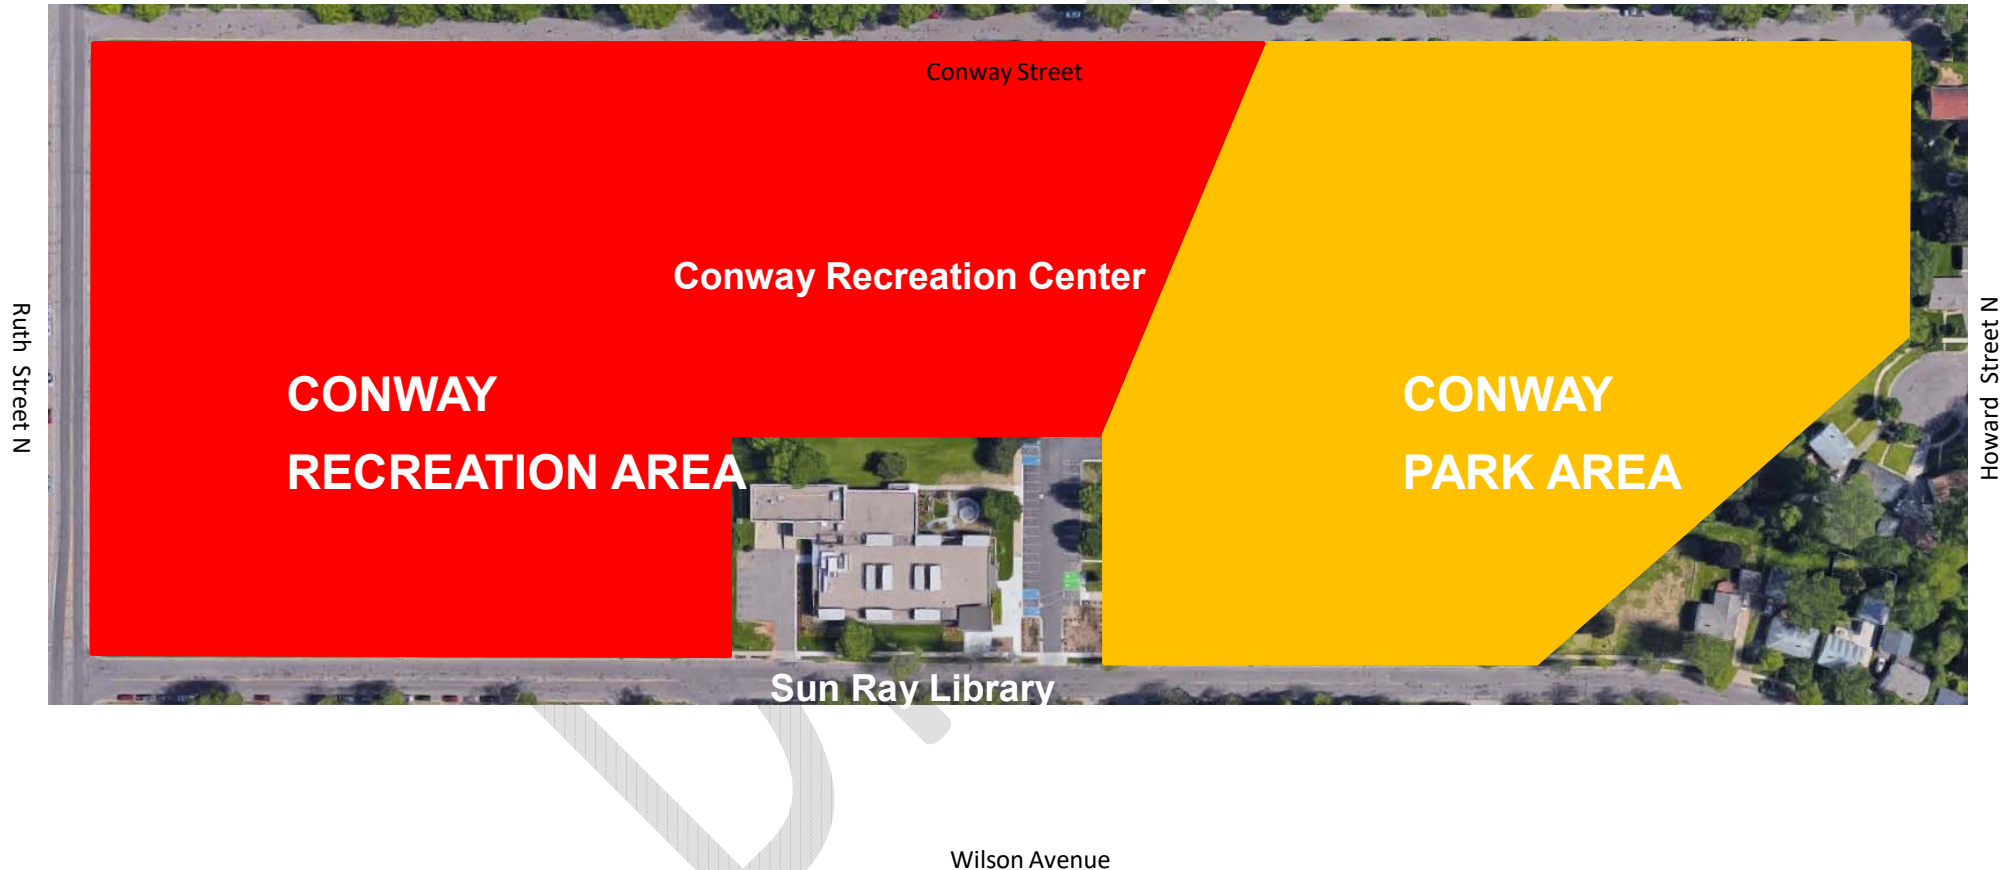 Conway Street
Conway Recreation Center
Ruth Street N
Howard Street N
CONWAY
RECREATION AREA
CONWAY
PARK AREA
Sun Ray Library
Wilson Avenue